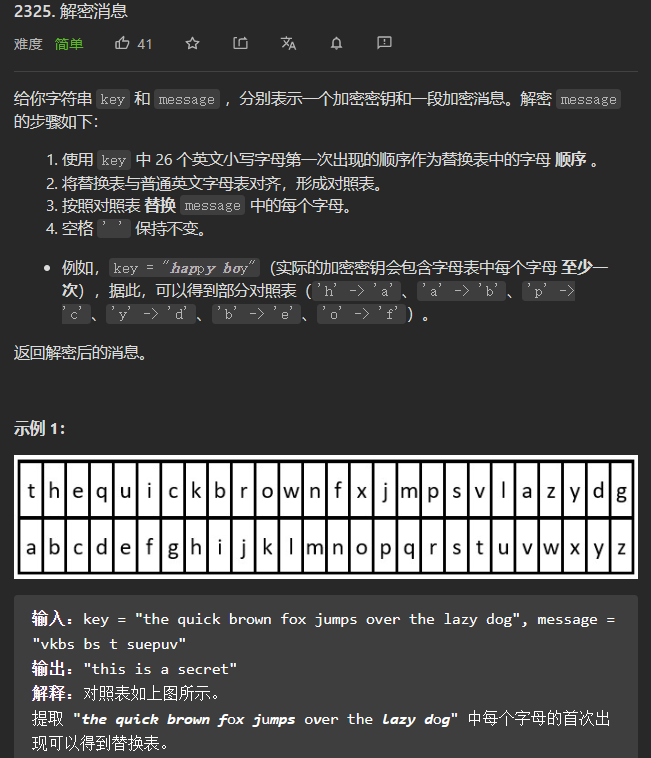 2325. 解密消息
难度 简单 41
给你字符串 key 和 message ，分别表示一个加密密钥和一段加密消息。解密 message
的步骤如下：
1. 使用 key 中 26 个英文小写字母第一次出现的顺序作为替换表中的字母 顺序 。
2. 将替换表与普通英文字母表对齐，形成对照表。
3. 按照对照表 替换 message 中的每个字母。
4. 空格 ' ' 保持不变。
例如，key = "happy boy"（实际的加密密钥会包含字母表中每个字母 至少一
次），据此，可以得到部分对照表（'h' -> 'a'、'a' -> 'b'、'p' ->
'c'、'y' -> 'd'、'b' -> 'e'、'o' -> 'f'）。
返回解密后的消息。
示例 1：
t h e q u i c k b r o w n f x j m p s v l a z y d g
a b c d e f g h i j k l m n o p q r s t u v w x y z
输入：key = "the quick brown fox jumps over the lazy dog", message =
"vkbs bs t suepuv"
输出："this is a secret"
解释：对照表如上图所示。
提取 "the quick brown fox jumps over the lazy dog" 中每个字母的首次出
现可以得到替换表。